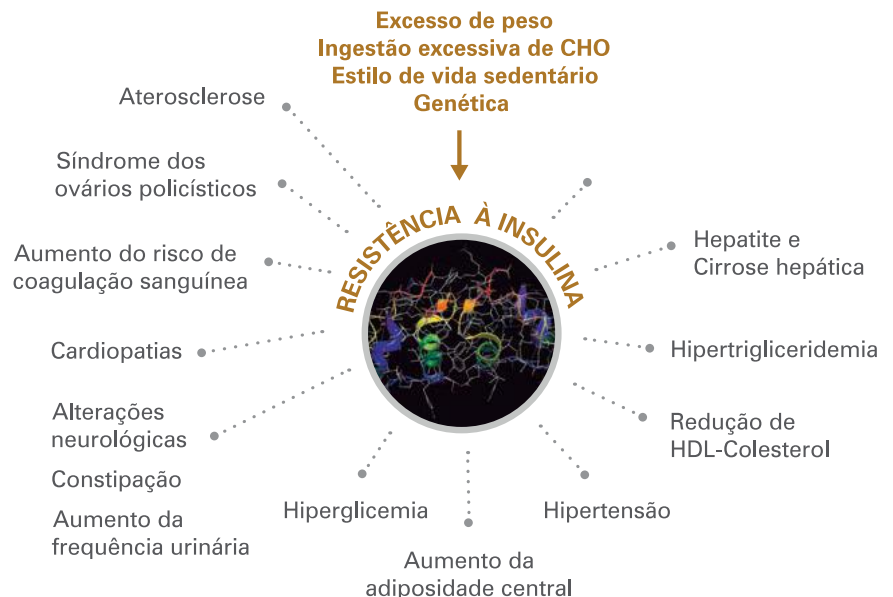 Excesso de peso
Ingestão excessiva de CHO
Estilo de vida sedentário
Genética
Aterosclerose
Síndrome dos
ovários policísticos
Aumento do risco de
coagulação sanguínea
Cardiopatias
Alterações
neurológicas
Constipação
Aumento da
frequência urinária
RESISTÊNCIA À INSULINA
Hepatite e
Cirrose hepática
Hipertrigliceridemia
Redução de
HDL-Colesterol
Hiperglicemia
Hipertensão
Aumento da
adiposidade central